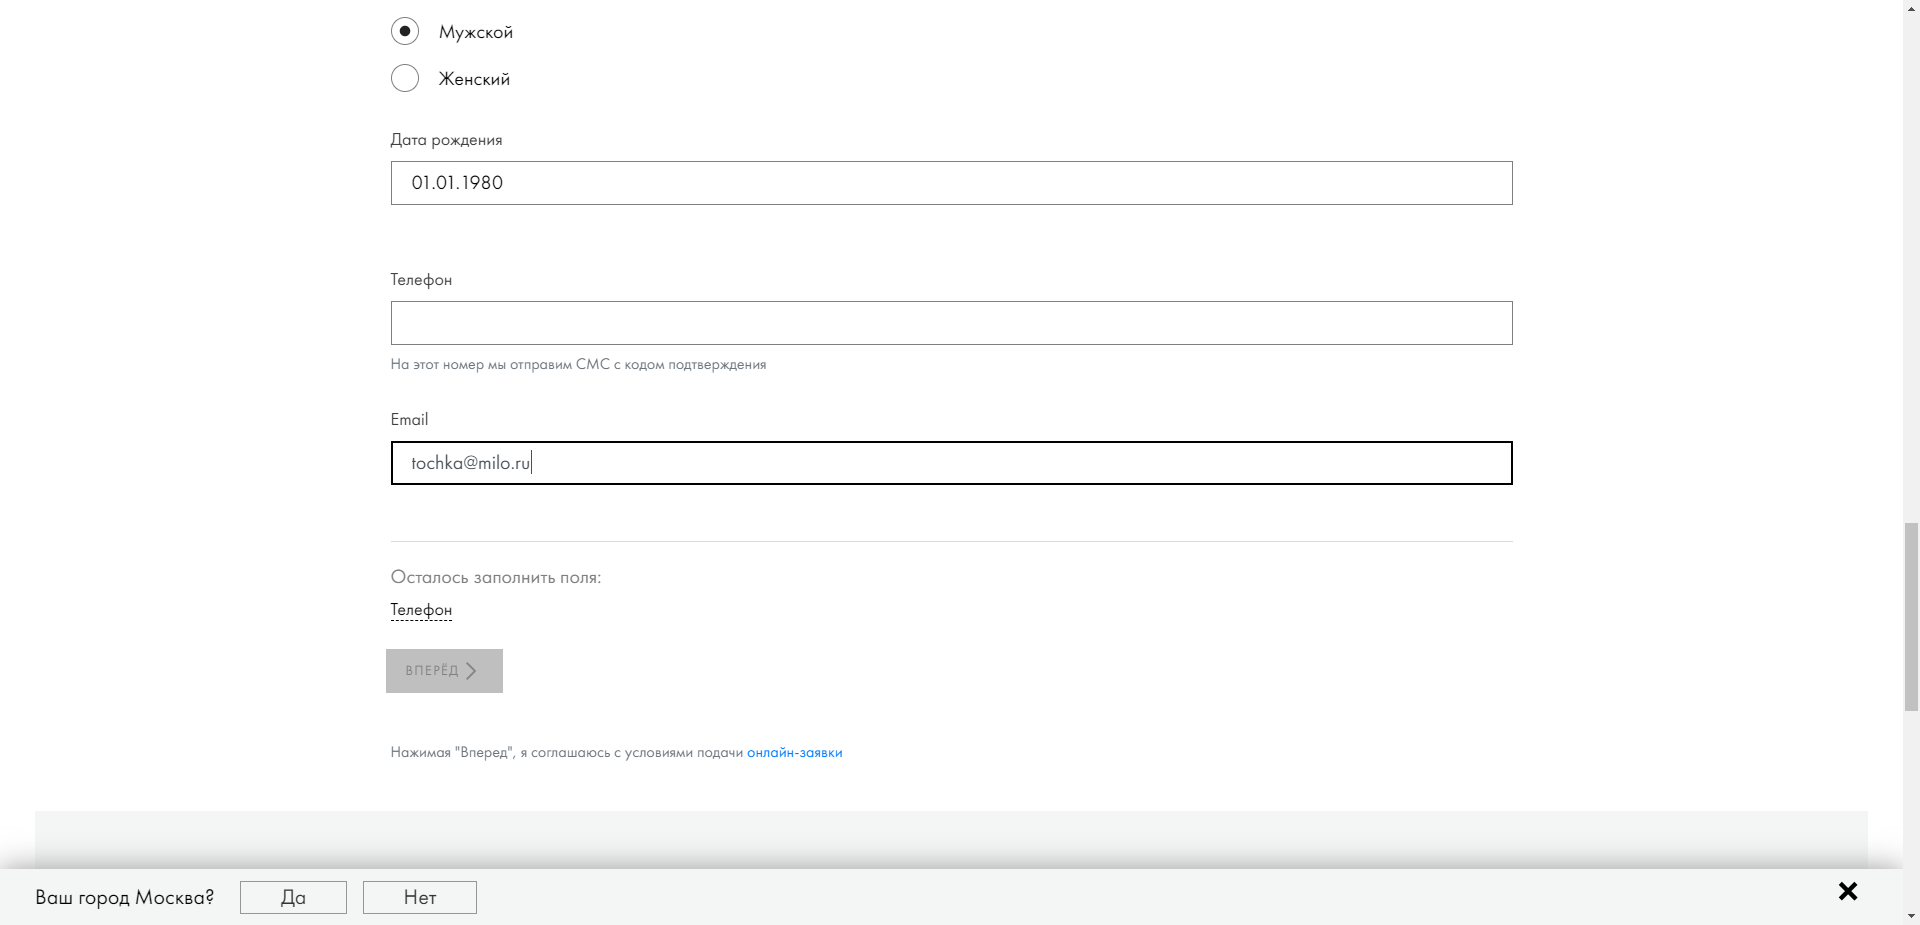 Мужской
Женский
Дата рождения
01.01.1980
Телефон
На этот номер мы отправим СМС с кодом подтверждения
Email
tochka@milo.ru
Осталось заполнить поля:
Телефон
ВПЕРЁД
Нажимая "Вперед", я соглашаюсь с условиями подачи онлайн-заявки
Ваш город Москва? Да Нет